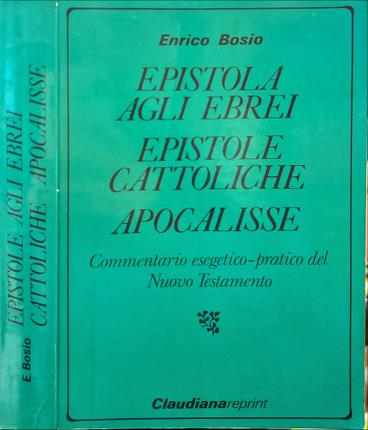 Enrico Bosio
EPISTOLA
AGLI EBREI
EPISTOLE
CATTOLICHE
APOCALISSE
Commentario esegetico-pratico del
Nuovo Testamento
Claudianareprint
E. Bosio
EPISTOLE AGLI EBREI
CATTOLICHE APOCALISSE